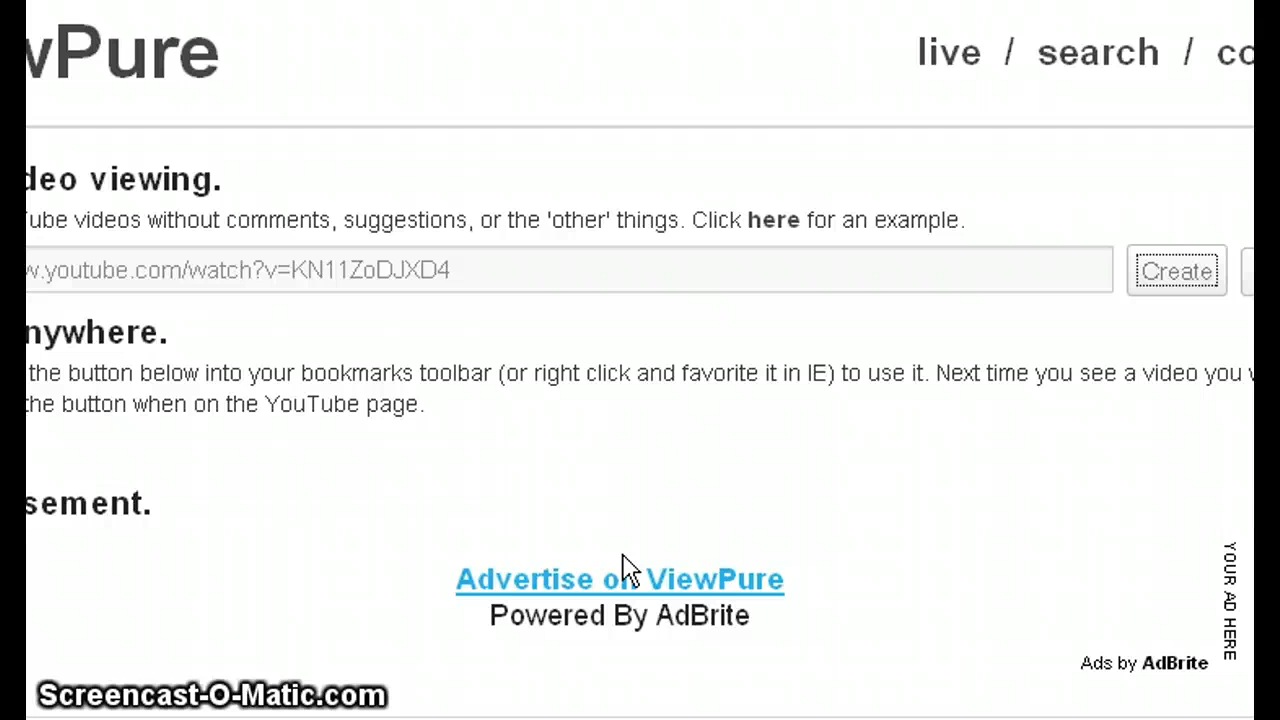 wPure
live / search / co
deo viewing.
ube videos without comments, suggestions, or the 'other' things. Click here for an example.
w.youtube.com/watch?v=KN11ZoDJXD4
Create
nywhere.
the button below into your bookmarks toolbar (or right click and favorite it in IE) to use it. Next time you see a video you
the button when on the YouTube page.
sement.
Advertise on ViewPure
Powered By AdBrite
YOUR AD HERE
Ads by AdBrite
Screencast-O-Matic.com